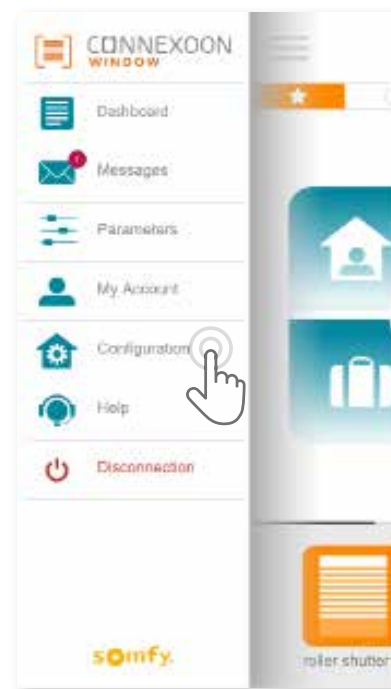 CONNEXOON
WINDOW
Dashboard
Messages
Parameters
My Account
Configuration
Help
Disconnection
somfy.
roller shutter